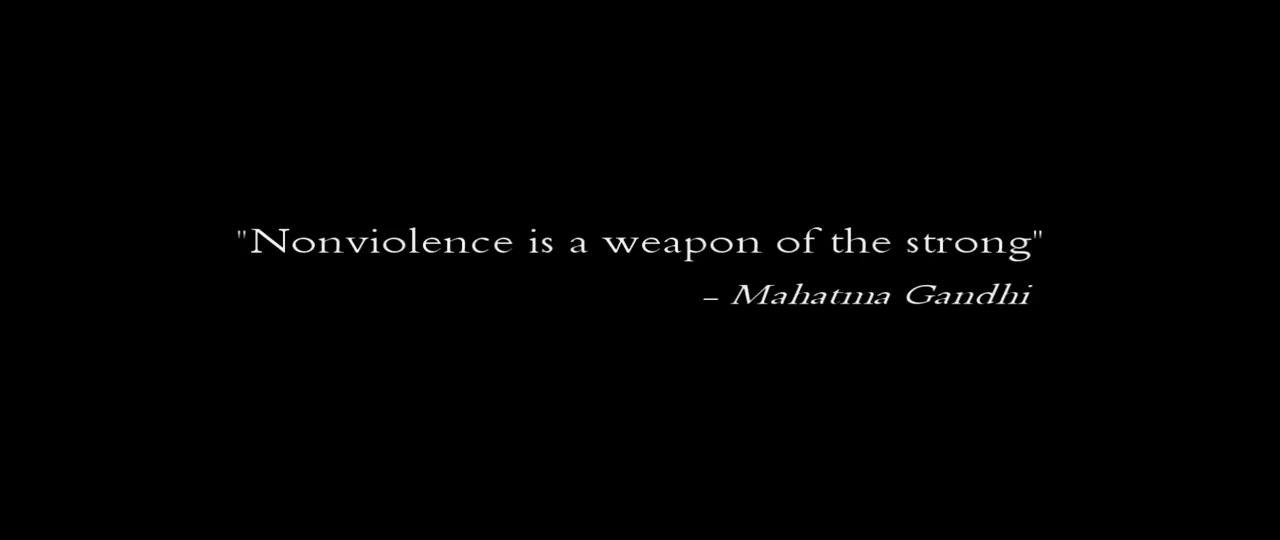 "Nonviolence is a weapon of the strong"
– Mahatma Gandhi